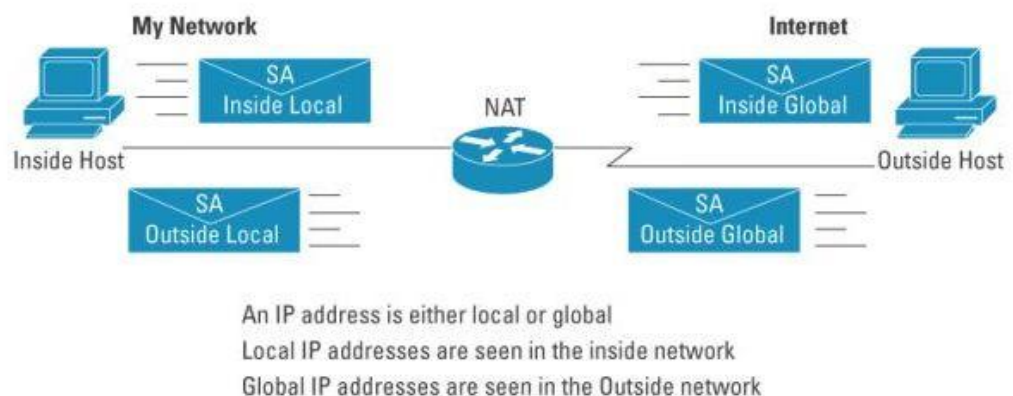 My Network
Internet
SA
Inside Local
SA
Inside Global
NAT
Inside Host
Outside Host
SA
Outside Local
SA
Outside Global
An IP address is either local or global
Local IP addresses are seen in the inside network
Global IP addresses are seen in the Outside network